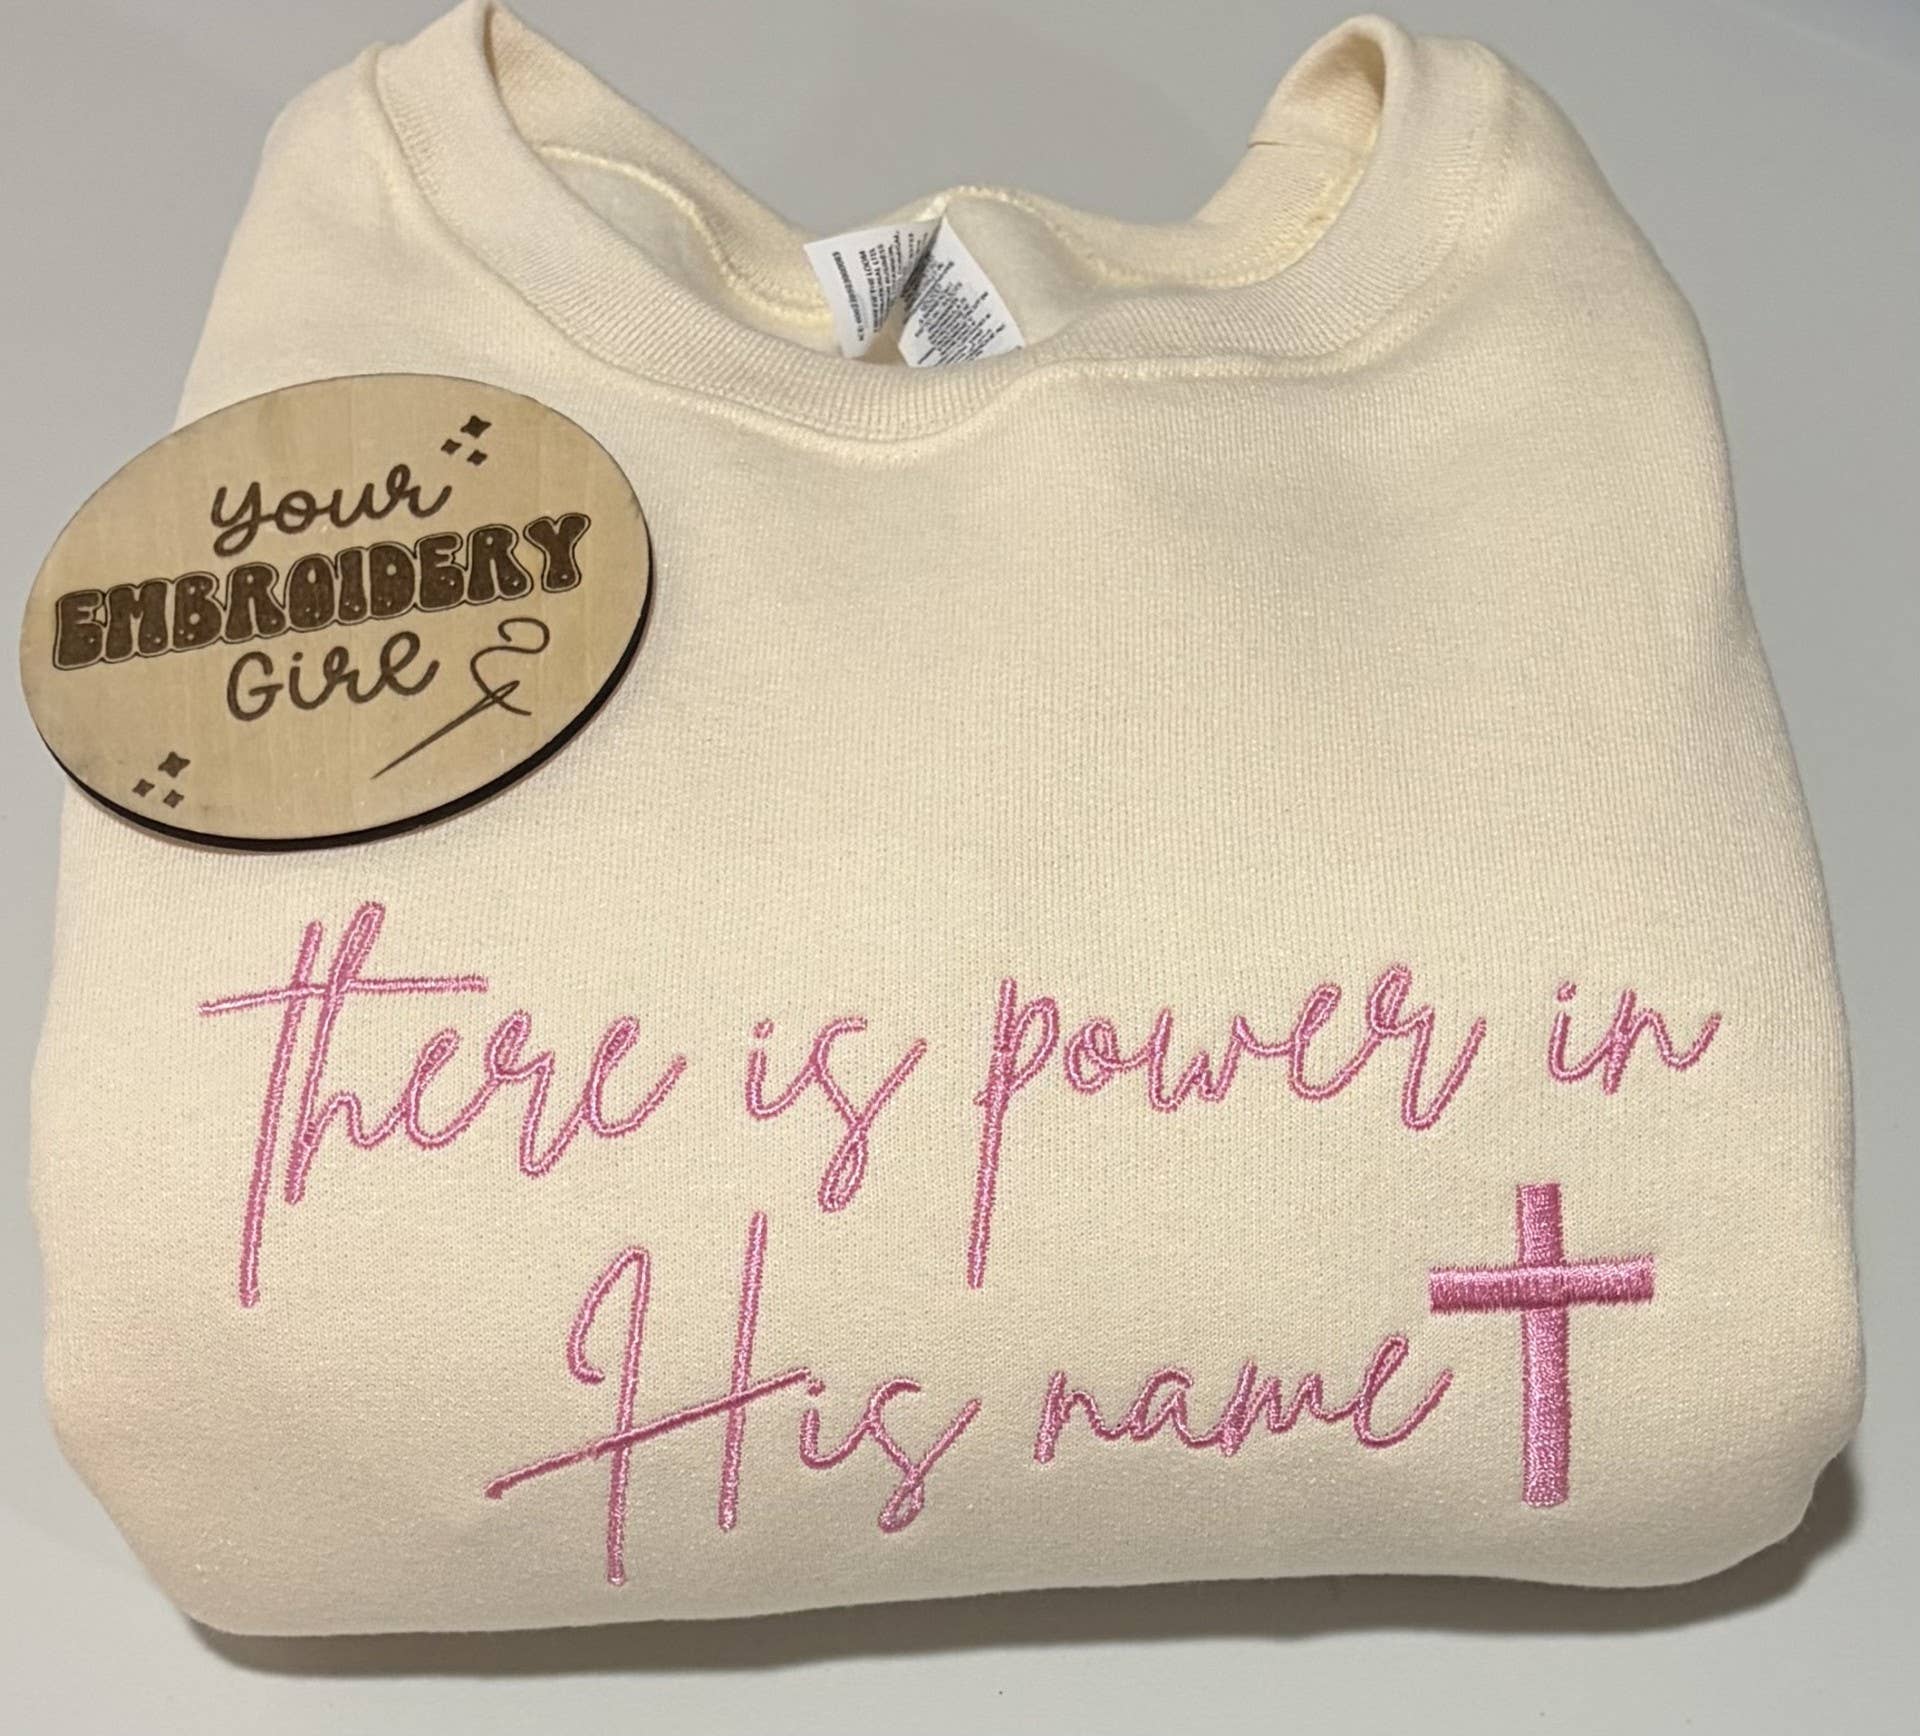 your
EMBROIDERY
Girl
There is power in
His name